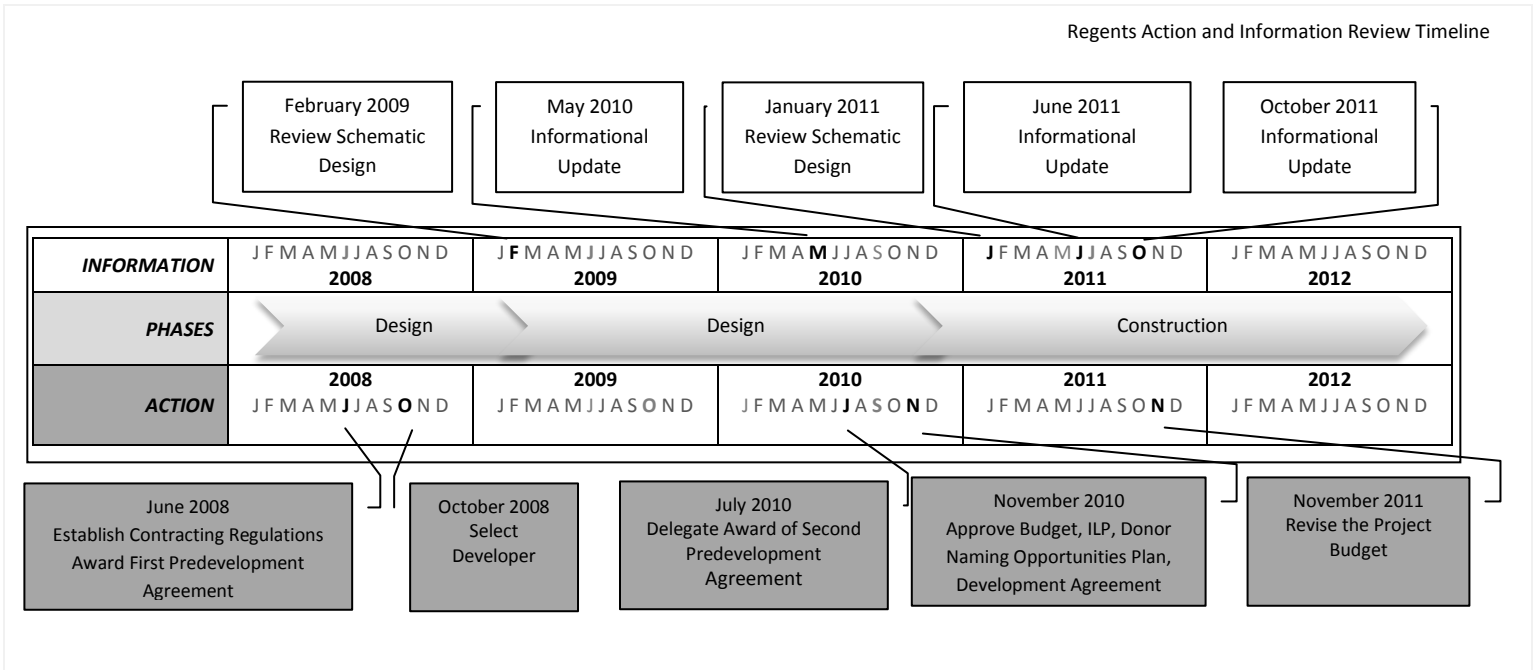 Regents Action and Information Review Timeline
February 2009
Review Schematic
Design
May 2010
Informational
Update
January 2011
Review Schematic
Design
June 2011
Informational
Update
October 2011
Informational
Update
INFORMATION
J F M A M J J A S O N D
2008
J F M A M J J A S O N D
2009
J F M A M J J A S O N D
2010
J F M A M J J A S O N D
2011
J F M A M J J A S O N D
2012
PHASES
Design
Design
Construction
ACTION
2008
J F M A M J J A S O N D
2009
J F M A M J J A S O N D
2010
J F M A M J J A S O N D
2011
J F M A M J J A S O N D
2012
J F M A M J J A S O N D
June 2008
Establish Contracting Regulations
Award First Predevelopment
Agreement
October 2008
Select
Developer
July 2010
Delegate Award of Second
Predevelopment
Agreement
November 2010
Approve Budget, ILP, Donor
Naming Opportunities Plan,
Development Agreement
November 2011
Revise the Project
Budget